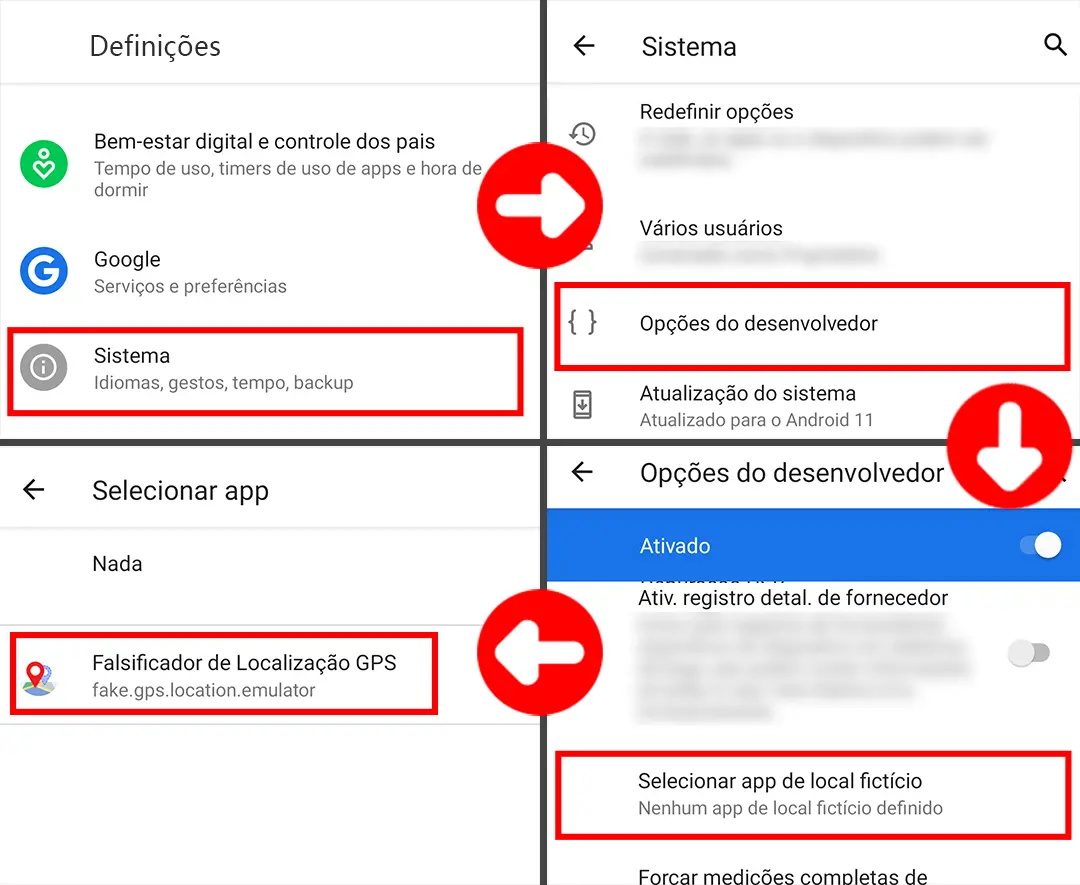 Definições
Bem-estar digital e controle dos pais
Tempo de uso, timers de uso de apps e hora de
dormir
Google
Serviços e preferências
Sistema
Idiomas, gestos, tempo, backup
Sistema
Redefinir opções
Vários usuários
{ } Opções do desenvolvedor
Atualização do sistema
Atualizado para o Android 11
Opções do desenvolvedor
Ativado
Ativ. registro detal. de fornecedor
Selecionar app de local fictício
Nenhum app de local fictício definido
Forçar medições completas de
Selecionar app
Nada
Falsificador de Localização GPS
fake.gps.location.emulator